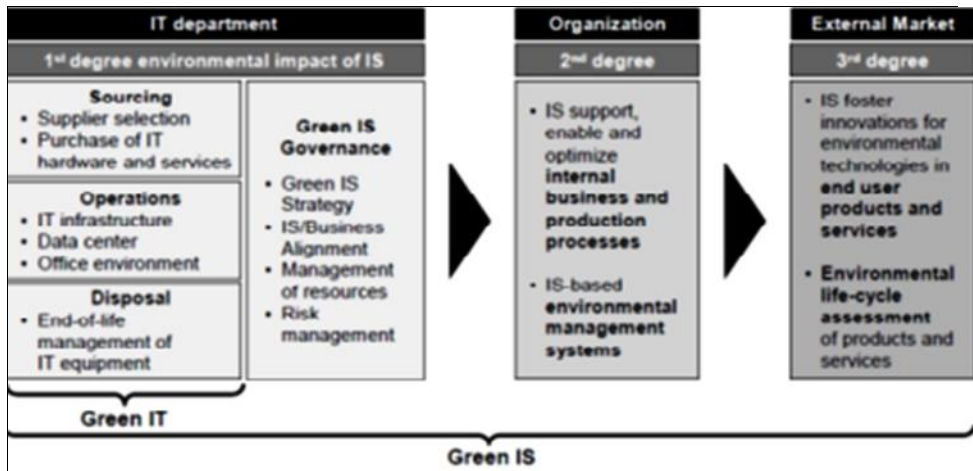 IT department
1st degree environmental impact of IS
Sourcing
• Supplier selection
• Purchase of IT
hardware and services
Operations
• IT infrastructure
• Data center
• Office environment
Disposal
• End-of-life
management of
IT equipment
Green IS
Governance
• Green IS
Strategy
• IS/Business
Alignment
• Management
of resources
• Risk
management
Organization
2nd degree
• IS support,
enable and
optimize
internal
business and
production
processes
• IS-based
environmental
management
systems
External Market
3rd degree
• IS foster
innovations for
environmental
technologies in
end user
products and
services
• Environmental
life-cycle
assessment
of products and
services
Green IT
Green IS